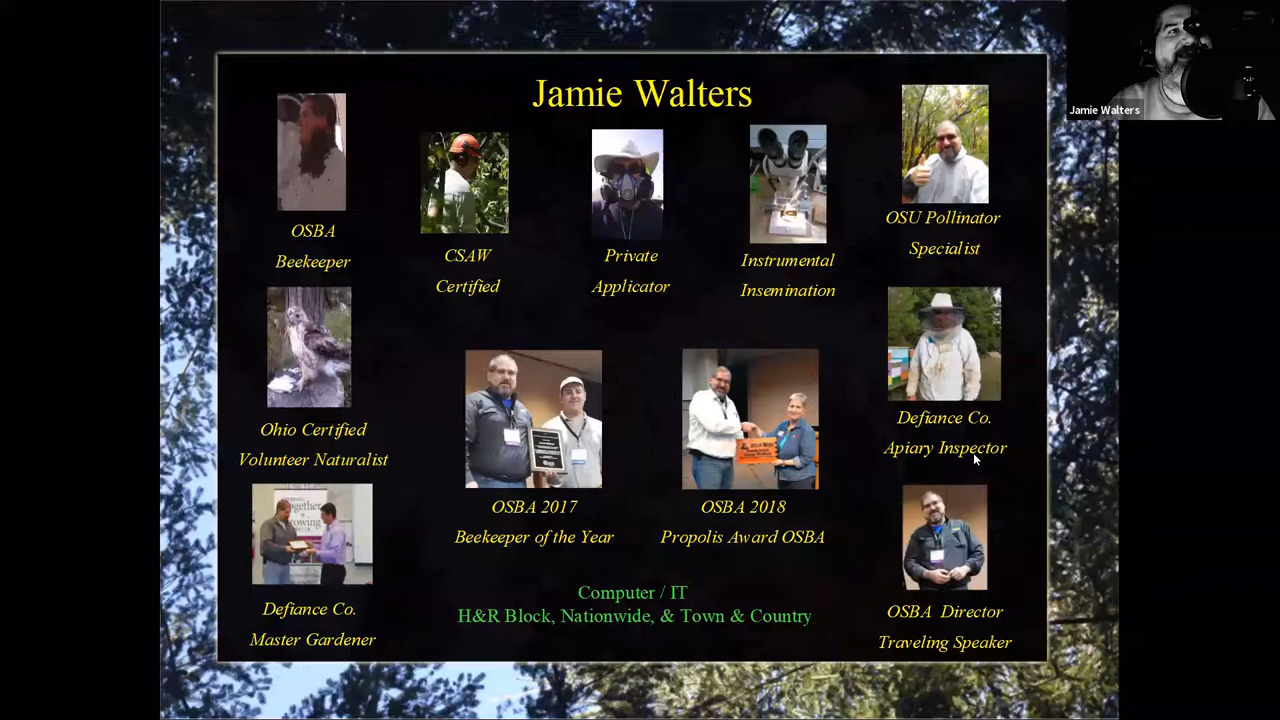 Jamie Walters
Jamie Walters
OSBA
Beekeeper
CSAW
Certified
Private
Applicator
Instrumental
Insemination
OSU Pollinator
Specialist
Ohio Certified
Volunteer Naturalist
OSBA 2017
Beekeeper of the Year
OSBA 2018
Propolis Award OSBA
Defiance Co.
Apiary Inspector
Defiance Co.
Master Gardener
Computer / IT
H&R Block, Nationwide, & Town & Country
OSBA Director
Traveling Speaker
together
growing